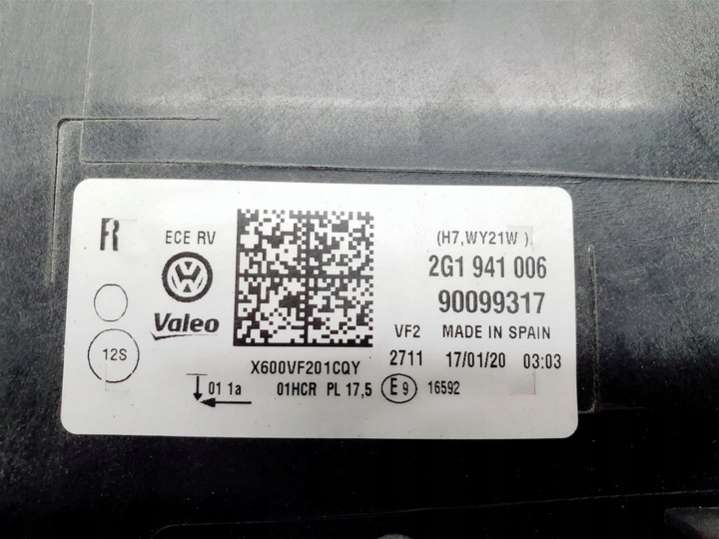 R
ECE RV
(H7,WY21W )
2G1 941 006
90099317
Valeo
12S
VF2 MADE IN SPAIN
X600VF201CQY
2711 17/01/20 03:03
01 1a 01HCR PL 17,5 E9 16592